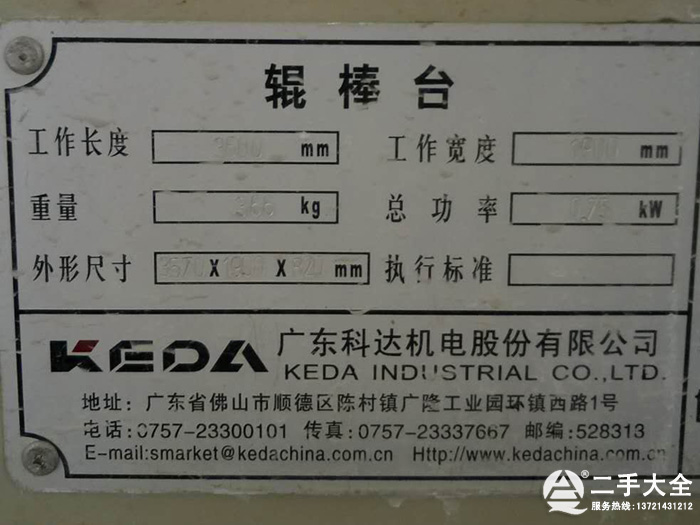 辊棒台
工作长度 mm 工作宽度 mm
重量 kg 总功率 kW
外形尺寸 X X mm 执行标准
KEDA 广东科达机电股份有限公司
KEDA INDUSTRIAL CO.,LTD.
地址: 广东省佛山市顺德区陈村镇广隆工业园环镇西路1号
电话:0757-23300101 传真:0757-23337667 邮编:528313
E-mail:smarket@kedachina.com.cn Http://www.kedachina.com.cn
二手大全
服务热线:13721431212